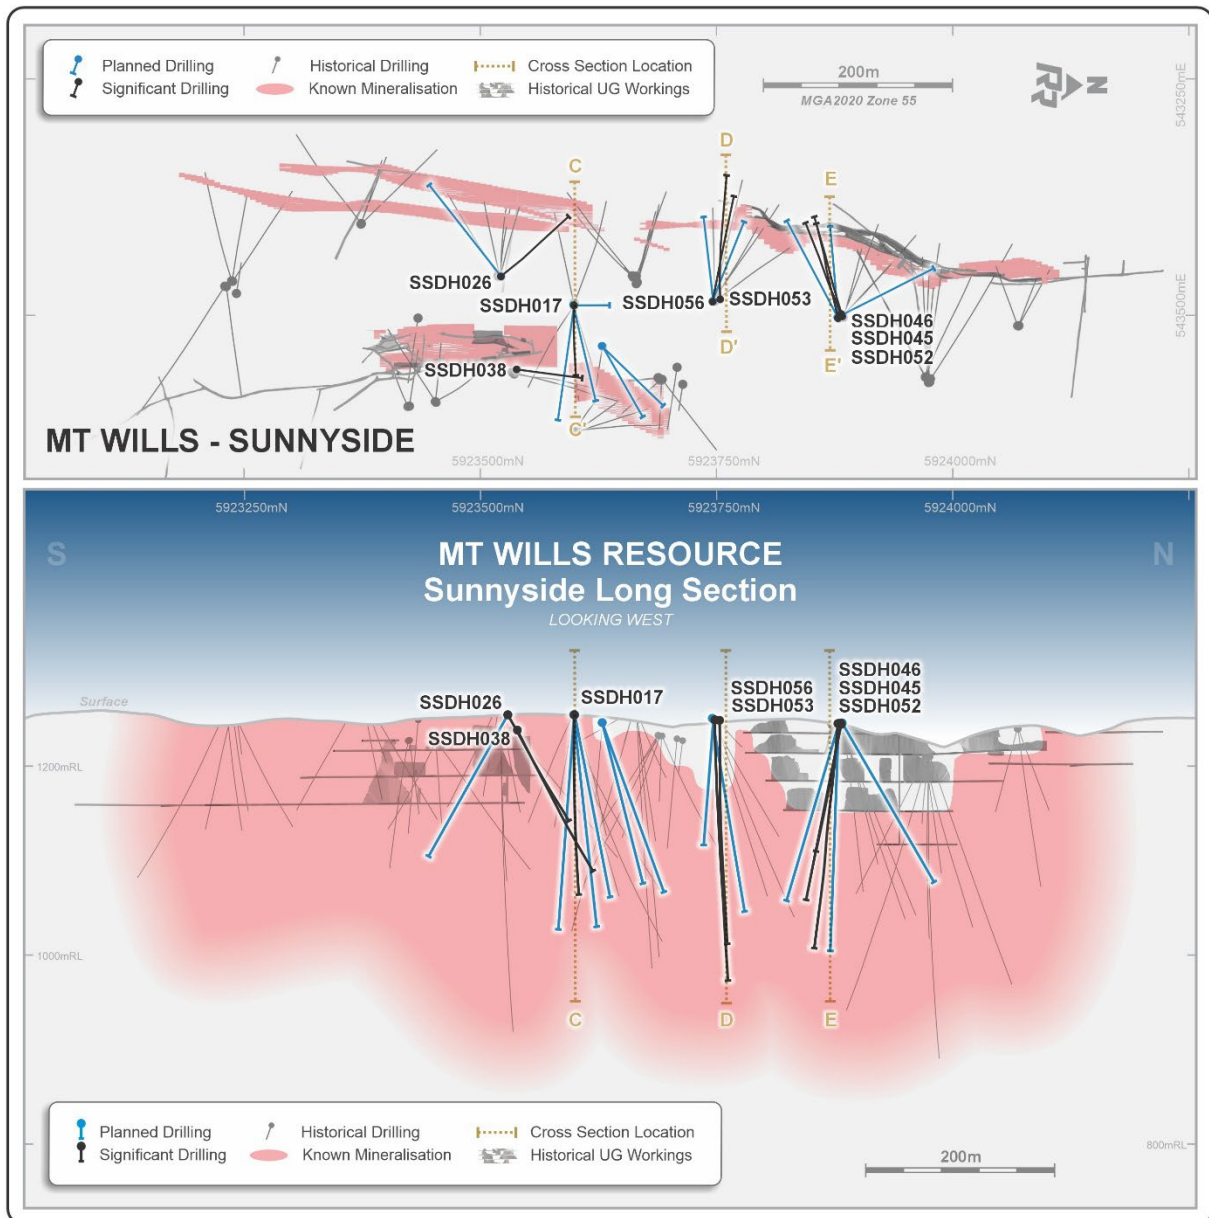 Planned Drilling
Historical Drilling
Cross Section Location
Significant Drilling
Known Mineralisation
Historical UG Workings
200m
MGA2020 Zone 55
N
543250mE
C
D
E
SSDH026
SSDH017
SSDH056
SSDH053
543500mE
SSDH046
SSDH045
SSDH052
D'
E'
SSDH038
C'
MT WILLS - SUNNYSIDE
5923500mN
5923750mN
5924000mN
5923250mN
5923500mN
5923750mN
5924000mN
S
MT WILLS RESOURCE
N
Sunnyside Long Section
LOOKING WEST
Surface
SSDH026
SSDH017
SSDH038
SSDH056
SSDH053
SSDH046
SSDH045
SSDH052
1200mRL
1000mRL
C
D
E
Planned Drilling
Historical Drilling
Cross Section Location
Significant Drilling
Known Mineralisation
Historical UG Workings
800mRL
200m